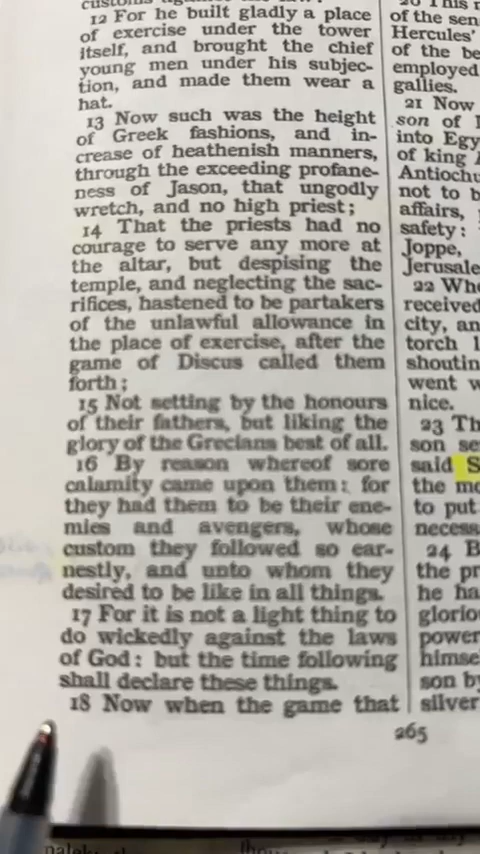 12 For he built gladly a place
of exercise under the tower
itself, and brought the chief
young men under his subjec-
tion, and made them wear a
hat.
13 Now such was the height
of Greek fashions, and in-
crease of heathenish manners,
through the exceeding profane-
ness of Jason, that ungodly
wretch, and no high priest;
14 That the priests had no
courage to serve any more at
the altar, but despising the
temple, and neglecting the sac-
rifices, hastened to be partakers
of the unlawful allowance in
the place of exercise, after the
game of Discus called them
forth;
15 Not setting by the honours
of their fathers, but liking the
glory of the Grecians best of all.
16 By reason whereof sore
calamity came upon them: for
they had them to be their ene-
mies and avengers, whose
custom they followed so ear-
nestly, and unto whom they
desired to be like in all things.
17 For it is not a light thing to
do wickedly against the laws
of God: but the time following
shall declare these things.
18 Now when the game that
of the sen
Hercules'
of the be
employed
gallies.
21 Now
son of
into Egy
of king
Antiochu
not to b
affairs,
safety:
Joppe,
Jerusale
22 Whe
received
city, an
torch l
shoutin
went w
nice.
23 Th
son se
said S
the mo
to put
necess
24 B
the pr
he ha
glorio
power
himse
son by
silver
265